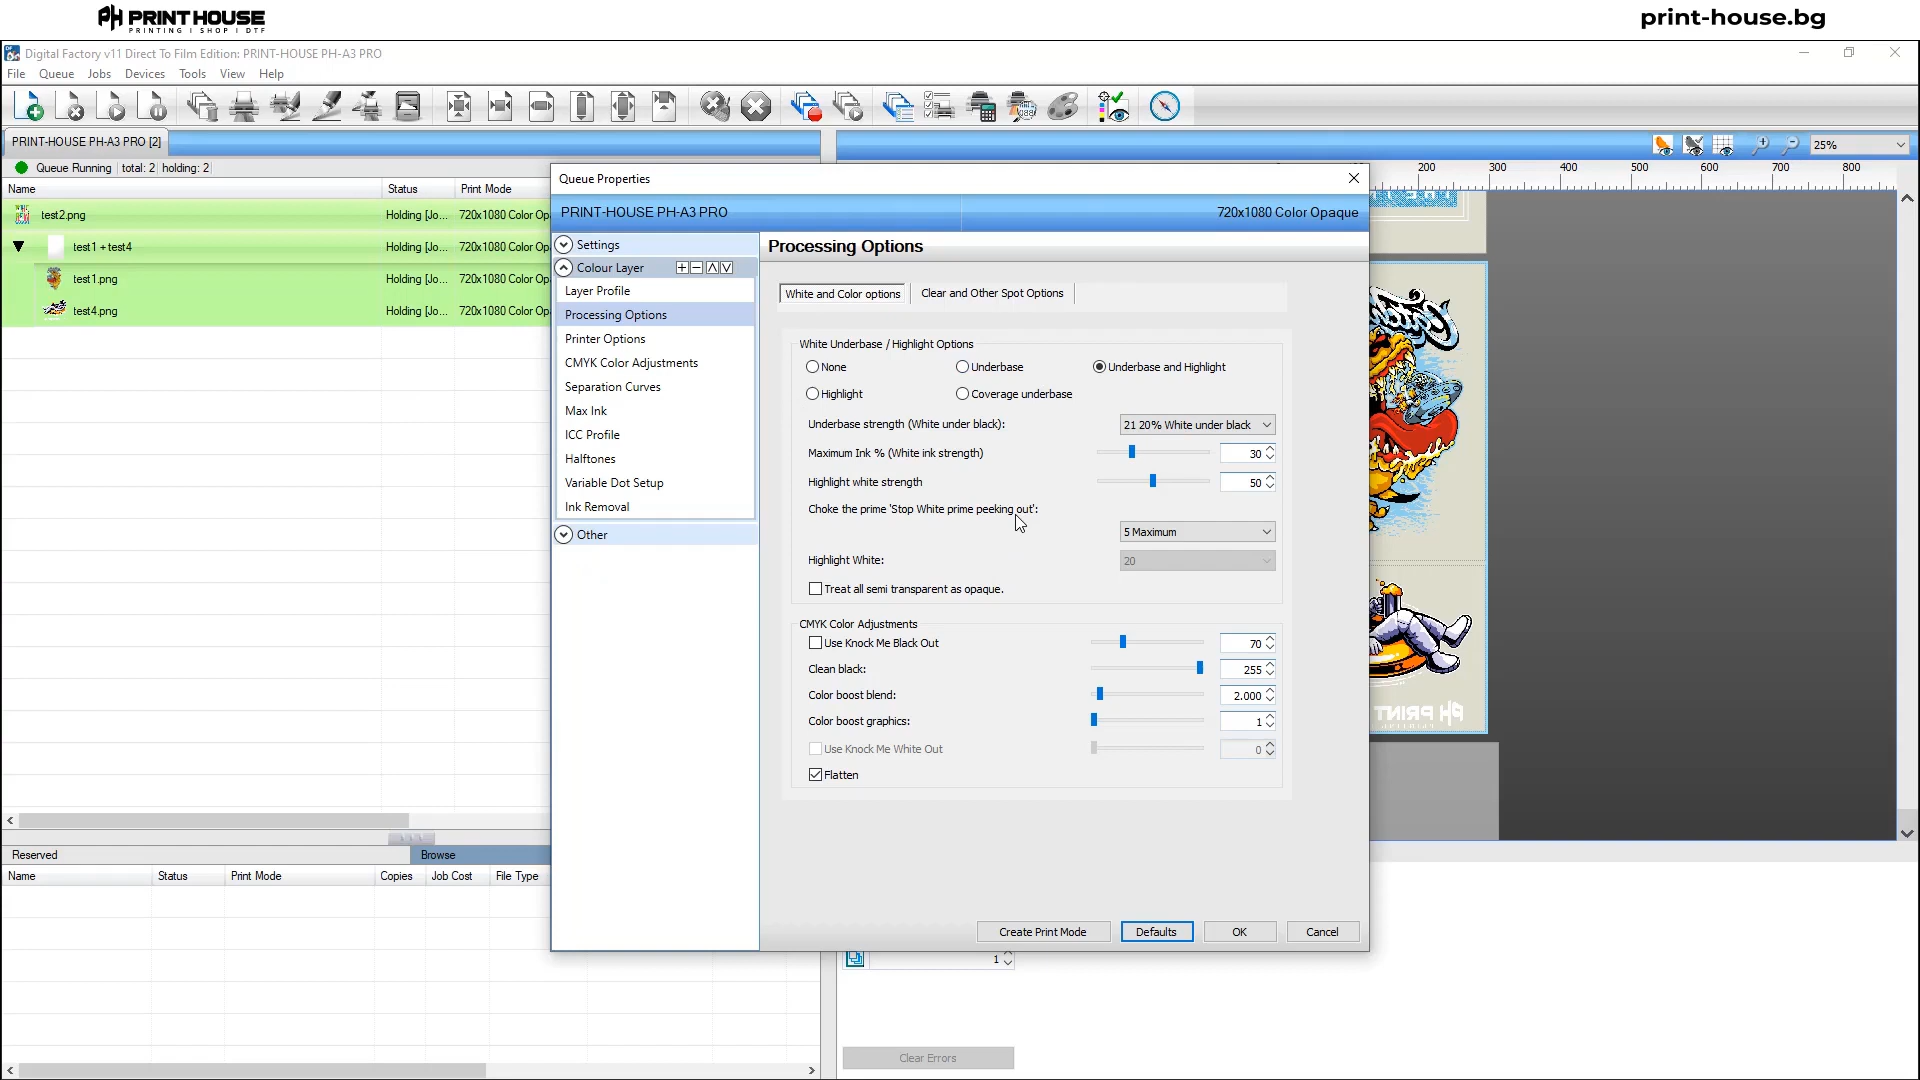 PH PRINT HOUSE
PRINTING | SHOP | DTF
print-house.bg
Digital Factory v11 Direct To Film Edition: PRINT-HOUSE PH-A3 PRO
File Queue Jobs Devices Tools View Help
PRINT-HOUSE PH-A3 PRO [2]
25%
Queue Running total: 2 holding: 2
200 300 400 500 600 700 800
Name Status Print Mode
test2.png Holding [Jo... 720x1080 Color Op
test1 + test4 Holding [Jo... 720x1080 Color Op
test1.png Holding [Jo... 720x1080 Color Op
test4.png Holding [Jo... 720x1080 Color Op
Queue Properties
PRINT-HOUSE PH-A3 PRO 720x1080 Color Opaque
Settings
Colour Layer
Layer Profile
Processing Options
Printer Options
CMYK Color Adjustments
Separation Curves
Max Ink
ICC Profile
Halftones
Variable Dot Setup
Ink Removal
Other
Processing Options
White and Color options Clear and Other Spot Options
White Underbase / Highlight Options
None Underbase Underbase and Highlight
Highlight Coverage underbase
Underbase strength (White under black): 21 20% White under black
Maximum Ink % (White ink strength) 30
Highlight white strength 50
Choke the prime 'Stop White prime peeking out':
5 Maximum
Highlight White: 20
Treat all semi transparent as opaque.
CMYK Color Adjustments
Use Knock Me Black Out 70
Clean black: 255
Color boost blend: 2.000
Color boost graphics: 1
Use Knock Me White Out 0
Flatten
Create Print Mode Defaults OK Cancel
PH PRINT
Reserved Browse
Name Status Print Mode Copies Job Cost File Type
1
Clear Errors